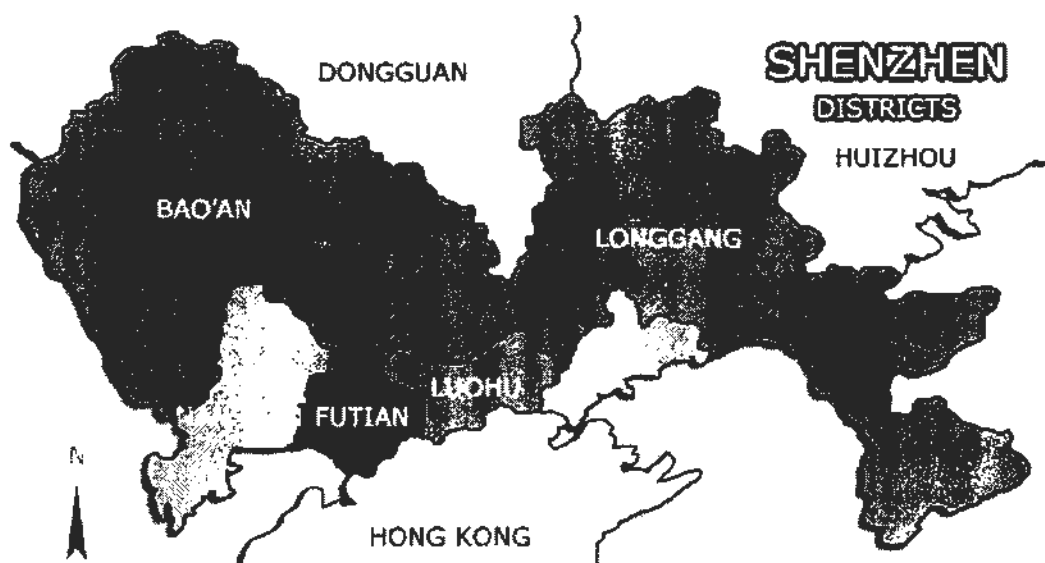 SHENZHEN
DISTRICTS
DONGGUAN
HUIZHOU
BAO'AN
LONGGANG
LUOHU
FUTIAN
N
HONG KONG